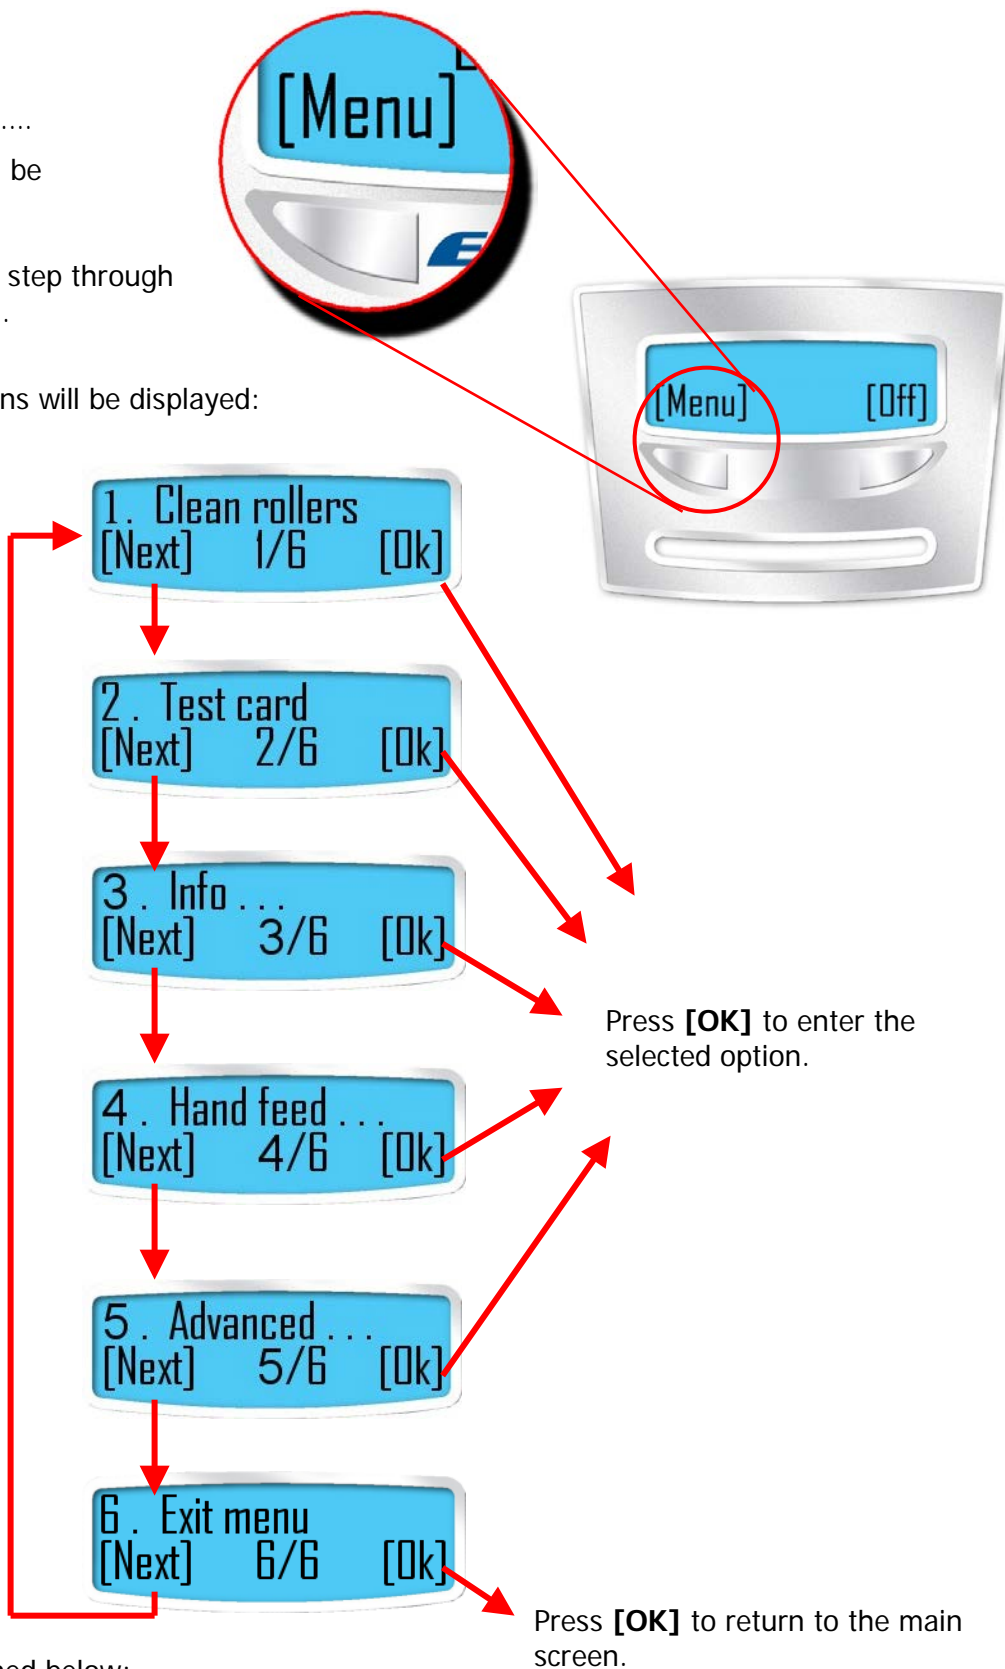 [Menu]
....
be
step through
.
ns will be displayed:
[Menu] [Off]
1. Clean rollers
[Next] 1/6 [Ok]
2. Test card
[Next] 2/6 [Ok]
3. Info...
[Next] 3/6 [Ok]
Press [OK] to enter the
selected option.
4. Hand feed...
[Next] 4/6 [Ok]
5. Advanced...
[Next] 5/6 [Ok]
6. Exit menu
[Next] 6/6 [Ok]
Press [OK] to return to the main
screen.
ed below: